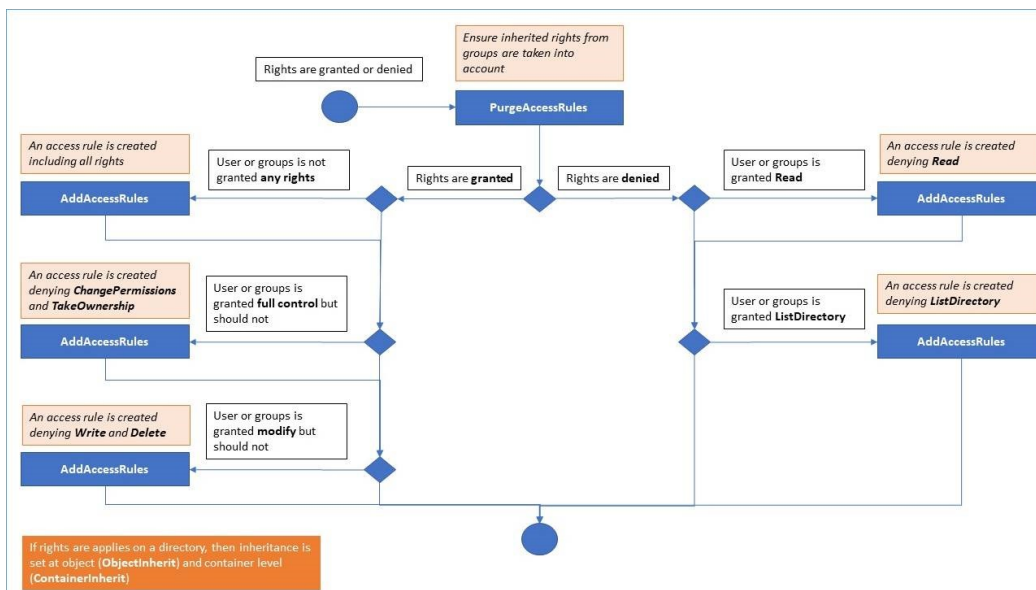 Ensure inherited rights from
groups are taken into
account
Rights are granted or denied
PurgeAccessRules
An access rule is created
including all rights
User or groups is not
granted any rights
Rights are granted
Rights are denied
User or groups is
granted Read
An access rule is created
denying Read
AddAccessRules
AddAccessRules
An access rule is created
denying ChangePermissions
and TakeOwnership
User or groups is
granted full control but
should not
User or groups is
granted ListDirectory
An access rule is created
denying ListDirectory
AddAccessRules
AddAccessRules
An access rule is created
denying Write and Delete
User or groups is
granted modify but
should not
AddAccessRules
If rights are applies on a directory, then inheritance is
set at object (ObjectInherit) and container level
(ContainerInherit)